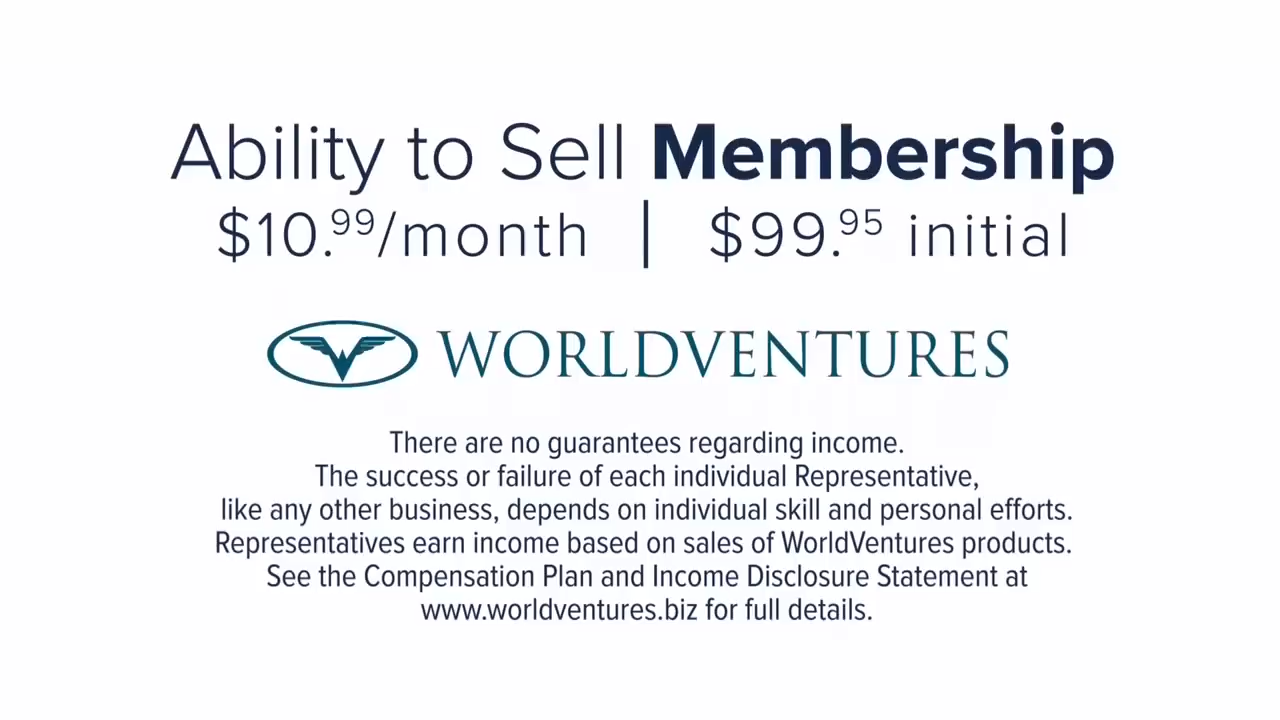 Ability to Sell Membership
$10.99/month | $99.95 initial
WORLDVENTURES
There are no guarantees regarding income.
The success or failure of each individual Representative,
like any other business, depends on individual skill and personal efforts.
Representatives earn income based on sales of WorldVentures products.
See the Compensation Plan and Income Disclosure Statement at
www.worldventures.biz for full details.